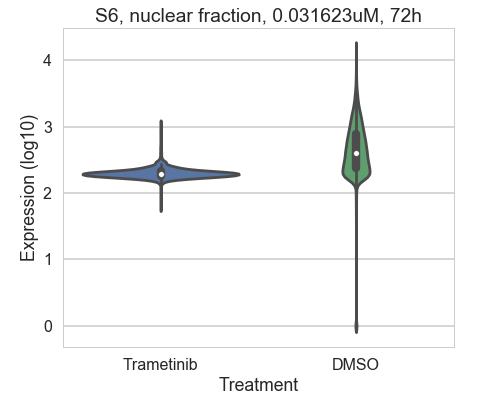 S6, nuclear fraction, 0.031623uM, 72h
Expression (log10)
4
3
2
1
0
Trametinib
DMSO
Treatment